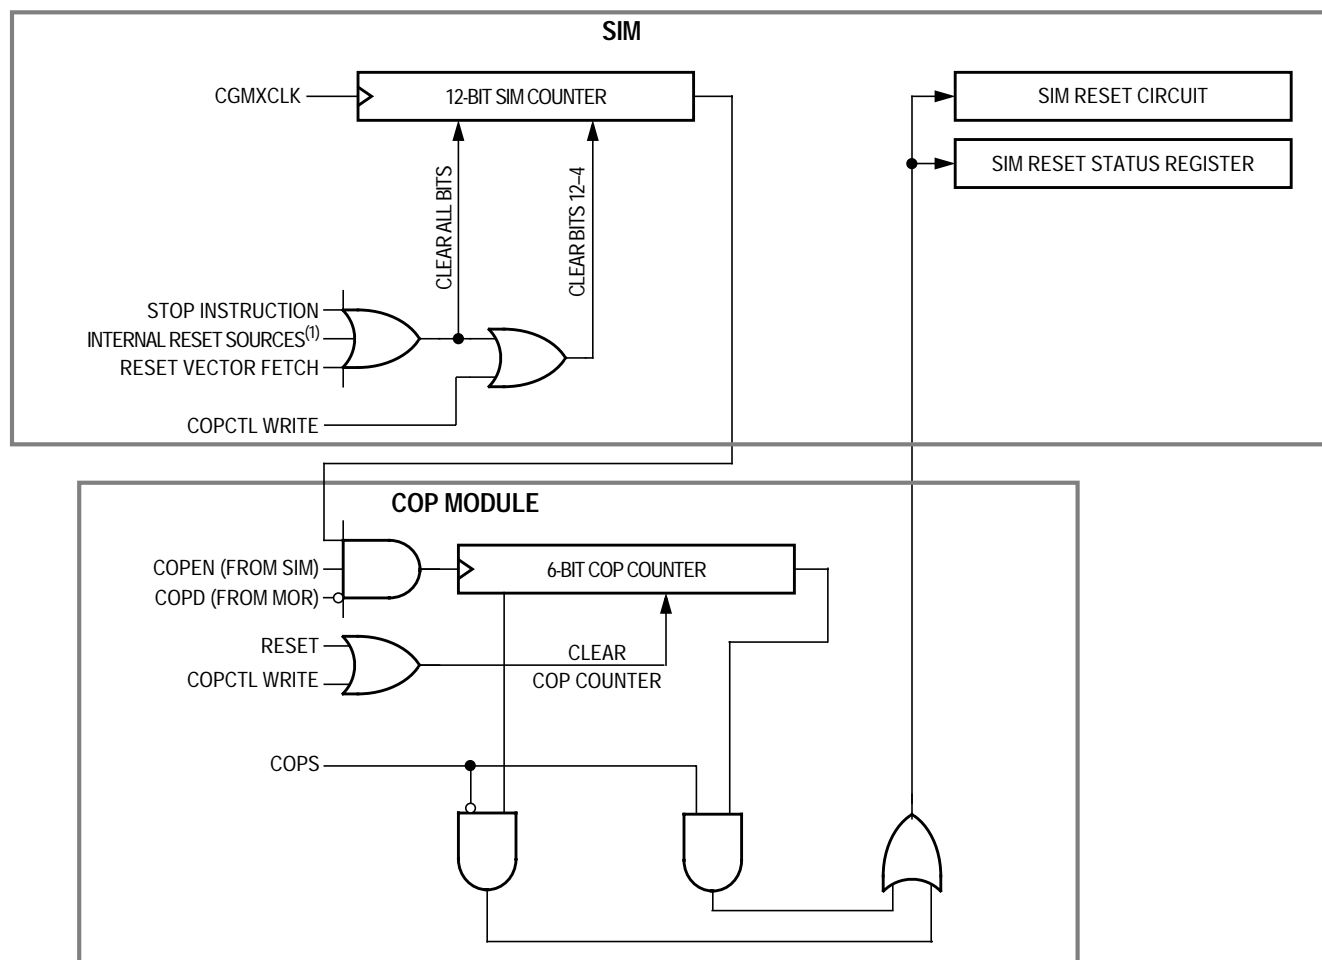 SIM
CGMXCLK
12-BIT SIM COUNTER
SIM RESET CIRCUIT
SIM RESET STATUS REGISTER
CLEAR ALL BITS
CLEAR BITS 12–4
STOP INSTRUCTION
INTERNAL RESET SOURCES(1)
RESET VECTOR FETCH
COPCTL WRITE
COP MODULE
COPEN (FROM SIM)
COPD (FROM MOR)
6-BIT COP COUNTER
RESET
COPCTL WRITE
CLEAR
COP COUNTER
COPS